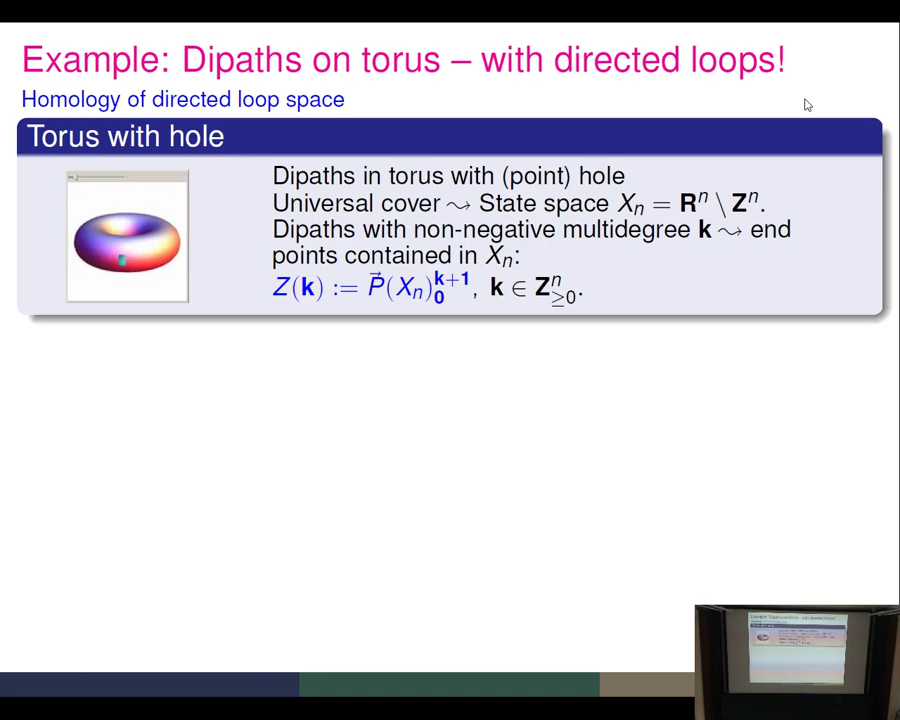 Example: Dipaths on torus – with directed loops!
Homology of directed loop space
Torus with hole
Dipaths in torus with (point) hole
Universal cover ⇝ State space Xₙ = Rⁿ \ Zⁿ.
Dipaths with non-negative multidegree k ⇝ end
points contained in Xₙ:
Z(k) := P⃗(Xₙ)₀ᵏ⁺¹, k ∈ Zⁿ≥₀.